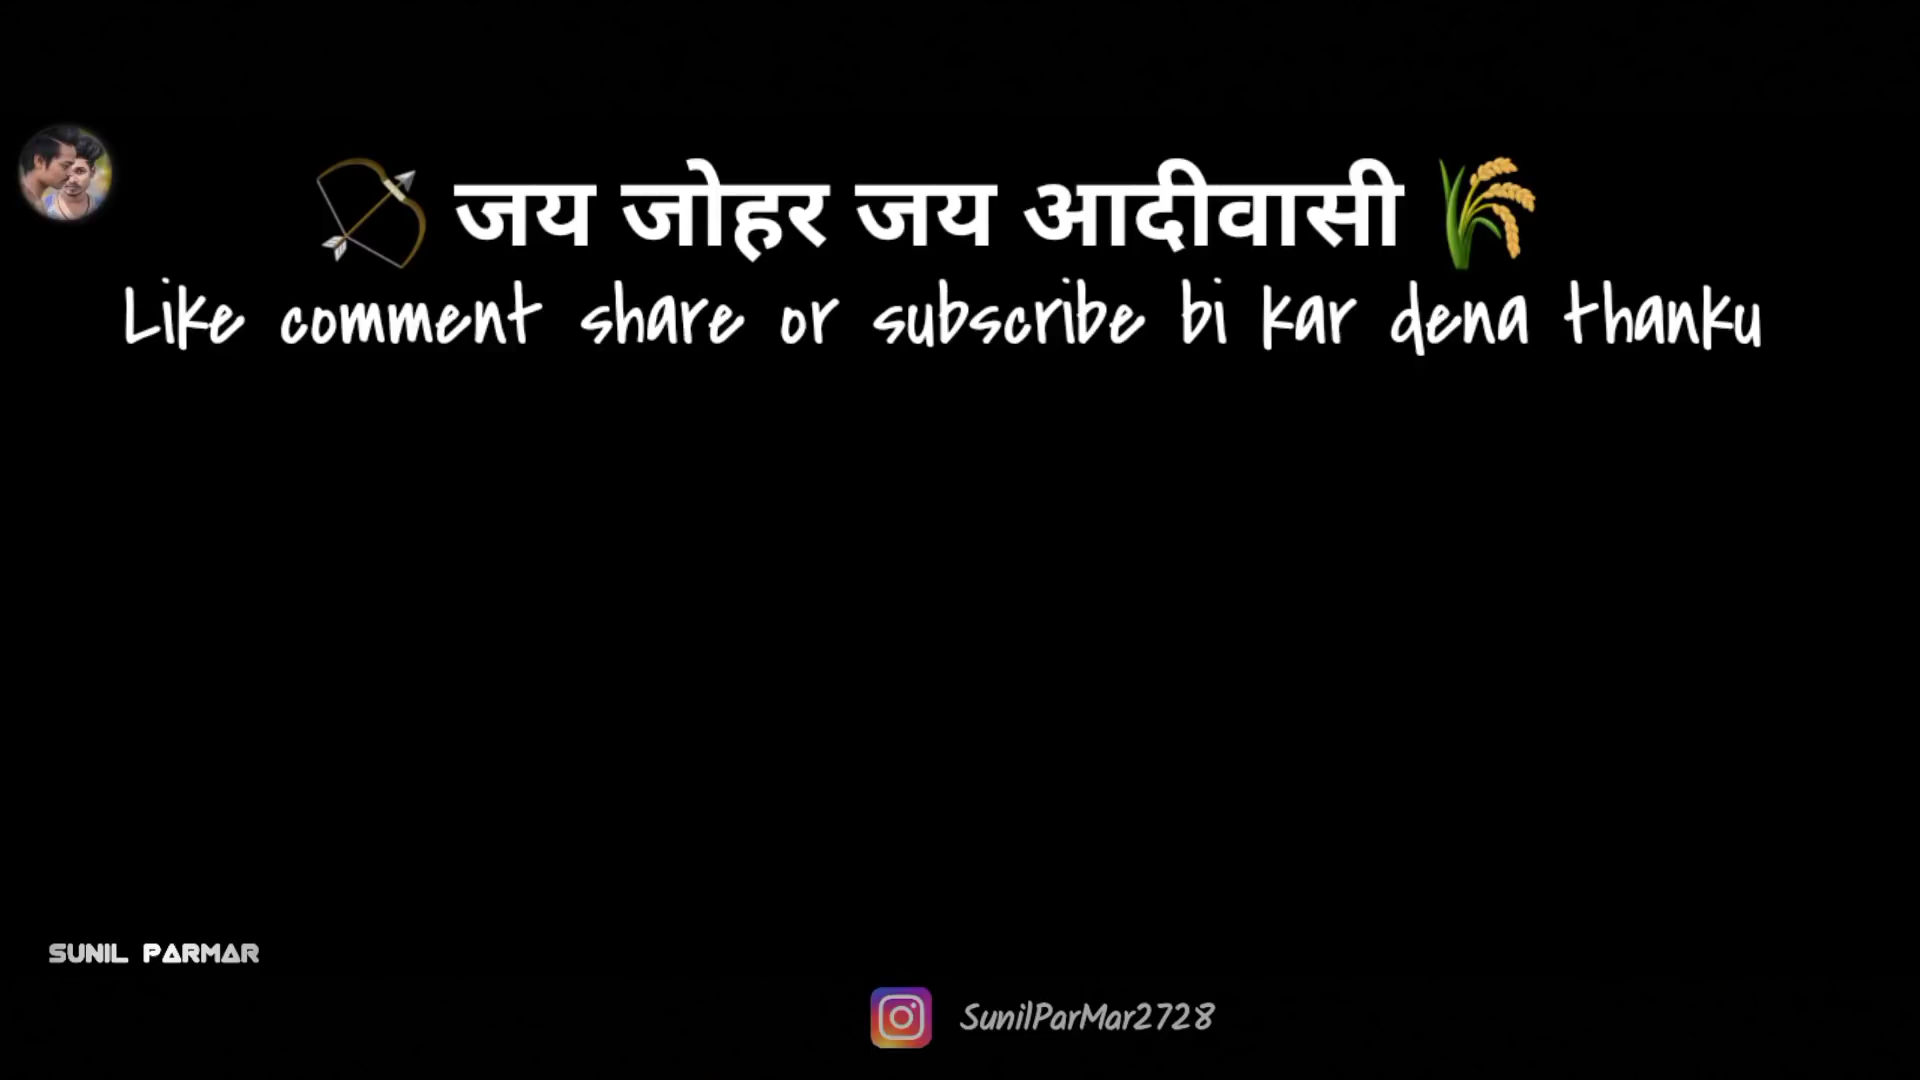 🏹 जय जोहर जय आदीवासी 🌾
Like comment share or subscribe bi kar dena thanku
SUNIL PARMAR
SunilParMar2728